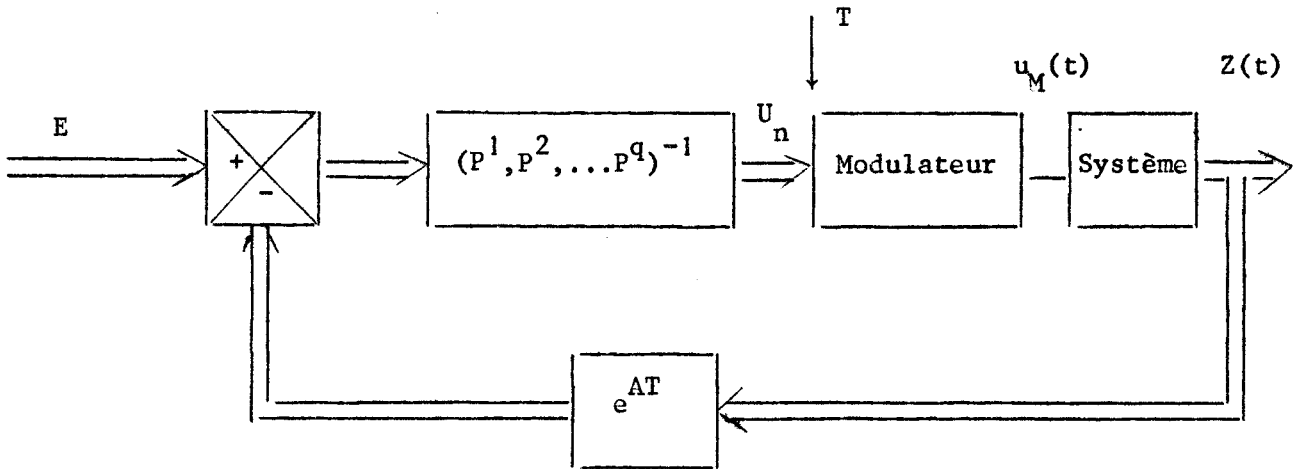 T
u_M(t)
Z(t)
E
U_n
+
-
(P^1,P^2,...P^q)^-1
Modulateur
Système
e^AT